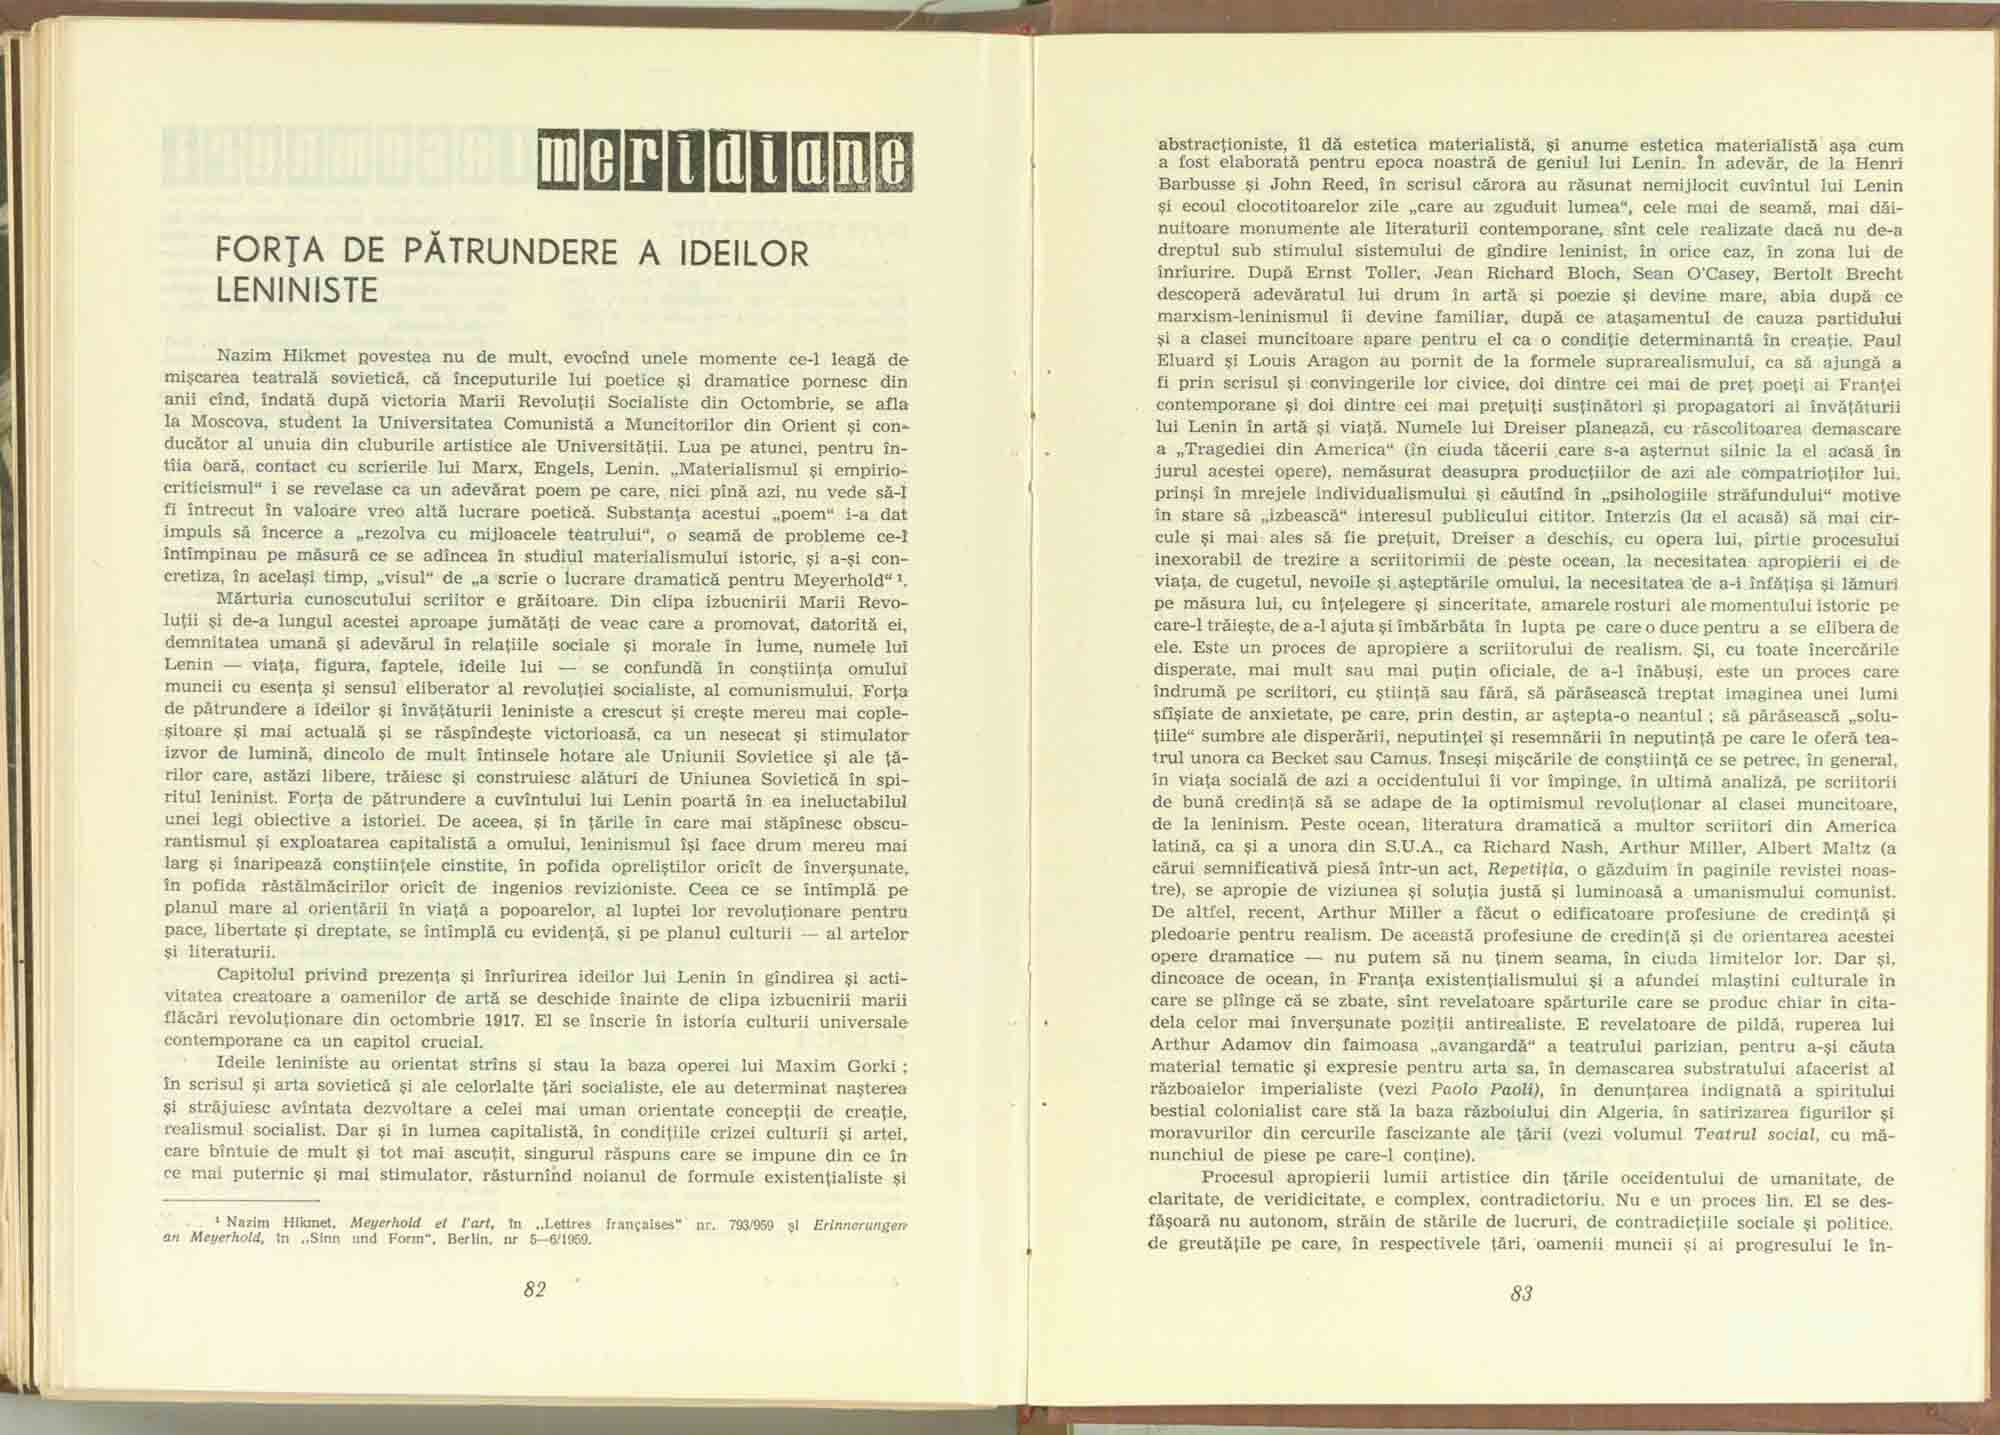 meridiane
FORŢA DE PĂTRUNDERE A IDEILOR
LENINISTE
Nazim Hikmet povestea nu de mult, evocînd unele momente ce-l leagă de
mişcarea teatrală sovietică, că începuturile lui poetice şi dramatice pornesc din
anii cînd, îndată după victoria Marii Revoluţii Socialiste din Octombrie, se afla
la Moscova, student la Universitatea Comunistă a Muncitorilor din Orient şi con-
ducător al unuia din cluburile artistice ale Universităţii. Lua pe atunci, pentru în-
tîia oară, contact cu scrierile lui Marx, Engels, Lenin. „Materialismul şi empirio-
criticismul“ i se revelase ca un adevărat poem pe care, nici pînă azi, nu vede să-l
fi întrecut în valoare vreo altă lucrare poetică. Substanţa acestui „poem“ i-a dat
impuls să încerce a „rezolva cu mijloacele teatrului“, o seamă de probleme ce-l
întîmpinau pe măsură ce se adîncea în studiul materialismului istoric, şi a-şi con-
cretiza, în acelaşi timp, „visul“ de „a scrie o lucrare dramatică pentru Meyerhold“ ¹.
Mărturia cunoscutului scriitor e grăitoare. Din clipa izbucnirii Marii Revo-
luţii şi de-a lungul acestei aproape jumătăţi de veac care a promovat, datorită ei,
demnitatea umană şi adevărul în relaţiile sociale şi morale în lume, numele lui
Lenin — viaţa, figura, faptele, ideile lui — se confundă în conştiinţa omului
muncii cu esenţa şi sensul eliberator al revoluţiei socialiste, al comunismului. Forţa
de pătrundere a ideilor şi învăţăturii leniniste a crescut şi creşte mereu mai cople-
şitoare şi mai actuală şi se răspîndeşte victorioasă, ca un nesecat şi stimulator
izvor de lumină, dincolo de mult întinsele hotare ale Uniunii Sovietice şi ale ţă-
rilor care, astăzi libere, trăiesc şi construiesc alături de Uniunea Sovietică în spi-
ritul leninist. Forţa de pătrundere a cuvîntului lui Lenin poartă în ea ineluctabilul
unei legi obiective a istoriei. De aceea, şi în ţările în care mai stăpînesc obscu-
rantismul şi exploatarea capitalistă a omului, leninismul îşi face drum mereu mai
larg şi înaripează conştiinţele cinstite, în pofida opreliştilor oricît de înverşunate,
în pofida răstălmăcirilor oricît de ingenios revizioniste. Ceea ce se întîmplă pe
planul mare al orientării în viaţă a popoarelor, al luptei lor revoluţionare pentru
pace, libertate şi dreptate, se întîmplă cu evidenţă, şi pe planul culturii — al artelor
şi literaturii.
Capitolul privind prezenţa şi înrîurirea ideilor lui Lenin în gîndirea şi acti-
vitatea creatoare a oamenilor de artă se deschide înainte de clipa izbucnirii marii
flăcări revoluţionare din octombrie 1917. El se înscrie în istoria culturii universale
contemporane ca un capitol crucial.
Ideile leniniste au orientat strîns şi stau la baza operei lui Maxim Gorki ;
în scrisul şi arta sovietică şi ale celorlalte ţări socialiste, ele au determinat naşterea
şi străjuiesc avîntata dezvoltare a celei mai uman orientate concepţii de creaţie,
realismul socialist. Dar şi în lumea capitalistă, în condiţiile crizei culturii şi artei,
care bîntuie de mult şi tot mai ascuţit, singurul răspuns care se impune din ce în
ce mai puternic şi mai stimulator, răsturnînd noianul de formule existenţialiste şi
¹ Nazim Hikmet, Meyerhold et l'art, în „Lettres françaises“ nr. 793/959 şi Erinnerungen
an Meyerhold, în „Sinn und Form“, Berlin, nr 5—6/1959.
82
abstracţioniste, îl dă estetica materialistă, şi anume estetica materialistă aşa cum
a fost elaborată pentru epoca noastră de geniul lui Lenin. În adevăr, de la Henri
Barbusse şi John Reed, în scrisul cărora au răsunat nemijlocit cuvîntul lui Lenin
şi ecoul clocotitoarelor zile „care au zguduit lumea“, cele mai de seamă, mai dăi-
nuitoare monumente ale literaturii contemporane, sînt cele realizate dacă nu de-a
dreptul sub stimulul sistemului de gîndire leninist, în orice caz, în zona lui de
înrîurire. După Ernst Toller, Jean Richard Bloch, Sean O'Casey, Bertolt Brecht
descoperă adevăratul lui drum în artă şi poezie şi devine mare, abia după ce
marxism-leninismul îi devine familiar, după ce ataşamentul de cauza partidului
şi a clasei muncitoare apare pentru el ca o condiţie determinantă în creaţie. Paul
Eluard şi Louis Aragon au pornit de la formele suprarealismului, ca să ajungă a
fi prin scrisul şi convingerile lor civice, doi dintre cei mai de preţ poeţi ai Franţei
contemporane şi doi dintre cei mai preţuiţi susţinători şi propagatori ai învăţăturii
lui Lenin în artă şi viaţă. Numele lui Dreiser planează, cu răscolitoarea demascare
a „Tragediei din America“ (în ciuda tăcerii care s-a aşternut silnic la el acasă în
jurul acestei opere), nemăsurat deasupra producţiilor de azi ale compatrioţilor lui,
prinşi în mrejele individualismului şi căutînd în „psihologiile străfundului“ motive
în stare să „izbească“ interesul publicului cititor. Interzis (la el acasă) să mai cir-
cule şi mai ales să fie preţuit, Dreiser a deschis, cu opera lui, pîrtie procesului
inexorabil de trezire a scriitorimii de peste ocean, la necesitatea apropierii ei de
viaţa, de cugetul, nevoile şi aşteptările omului, la necesitatea de a-i înfăţişa şi lămuri
pe măsura lui, cu înţelegere şi sinceritate, amarele rosturi ale momentului istoric pe
care-l trăieşte, de a-l ajuta şi îmbărbăta în lupta pe care o duce pentru a se elibera de
ele. Este un proces de apropiere a scriitorului de realism. Şi, cu toate încercările
disperate, mai mult sau mai puţin oficiale, de a-l înăbuşi, este un proces care
îndrumă pe scriitori, cu ştiinţă sau fără, să părăsească treptat imaginea unei lumi
sfîşiate de anxietate, pe care, prin destin, ar aştepta-o neantul ; să părăsească „solu-
ţiile“ sumbre ale disperării, neputinţei şi resemnării în neputinţă pe care le oferă tea-
trul unora ca Becket sau Camus. Înseşi mişcările de conştiinţă ce se petrec, în general,
în viaţa socială de azi a occidentului îi vor împinge, în ultimă analiză, pe scriitorii
de bună credinţă să se adape de la optimismul revoluţionar al clasei muncitoare,
de la leninism. Peste ocean, literatura dramatică a multor scriitori din America
latină, ca şi a unora din S.U.A., ca Richard Nash, Arthur Miller, Albert Maltz (a
cărui semnificativă piesă într-un act, Repetiţia, o găzduim în paginile revistei noas-
tre), se apropie de viziunea şi soluţia justă şi luminoasă a umanismului comunist.
De altfel, recent, Arthur Miller a făcut o edificatoare profesiune de credinţă şi
pledoarie pentru realism. De această profesiune de credinţă şi de orientarea acestei
opere dramatice — nu putem să nu ţinem seama, în ciuda limitelor lor. Dar şi,
dincoace de ocean, în Franţa existenţialismului şi a afundei mlaştini culturale în
care se plînge că se zbate, sînt revelatoare spărturile care se produc chiar în cita-
dela celor mai înverşunate poziţii antirealiste. E revelatoare de pildă, ruperea lui
Arthur Adamov din faimoasa „avangardă“ a teatrului parizian, pentru a-şi căuta
material tematic şi expresie pentru arta sa, în demascarea substratului afacerist al
războaielor imperialiste (vezi Paolo Paoli), în denunţarea indignată a spiritului
bestial colonialist care stă la baza războiului din Algeria, în satirizarea figurilor şi
moravurilor din cercurile fascizante ale ţării (vezi volumul Teatrul social, cu mă-
nunchiul de piese pe care-l conţine).
Procesul apropierii lumii artistice din ţările occidentului de umanitate, de
claritate, de veridicitate, e complex, contradictoriu. Nu e un proces lin. El se des-
făşoară nu autonom, străin de stările de lucruri, de contradicţiile sociale şi politice,
de greutăţile pe care, în respectivele ţări, oamenii muncii şi ai progresului le în-
83